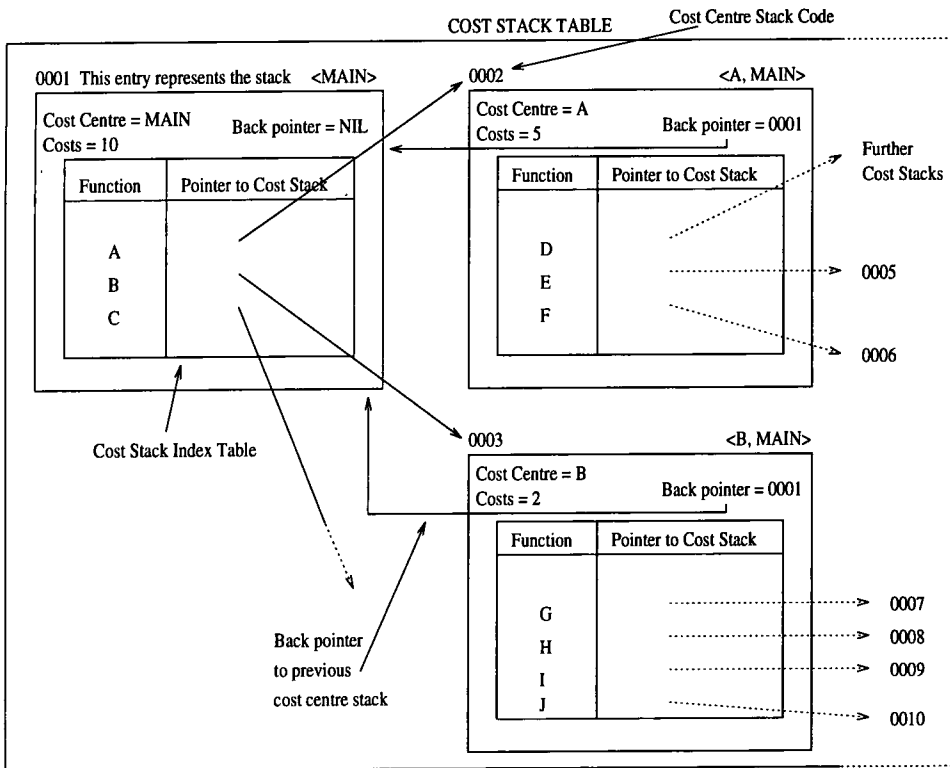 COST STACK TABLE
Cost Centre Stack Code
0001 This entry represents the stack <MAIN>
Cost Centre = MAIN
Costs = 10
Back pointer = NIL
Function Pointer to Cost Stack
A
B
C
Cost Stack Index Table
0002 <A, MAIN>
Cost Centre = A
Costs = 5
Back pointer = 0001
Function Pointer to Cost Stack
D
E
F
Further
Cost Stacks
0005
0006
0003 <B, MAIN>
Cost Centre = B
Costs = 2
Back pointer = 0001
Function Pointer to Cost Stack
G
H
I
J
0007
0008
0009
0010
Back pointer
to previous
cost centre stack